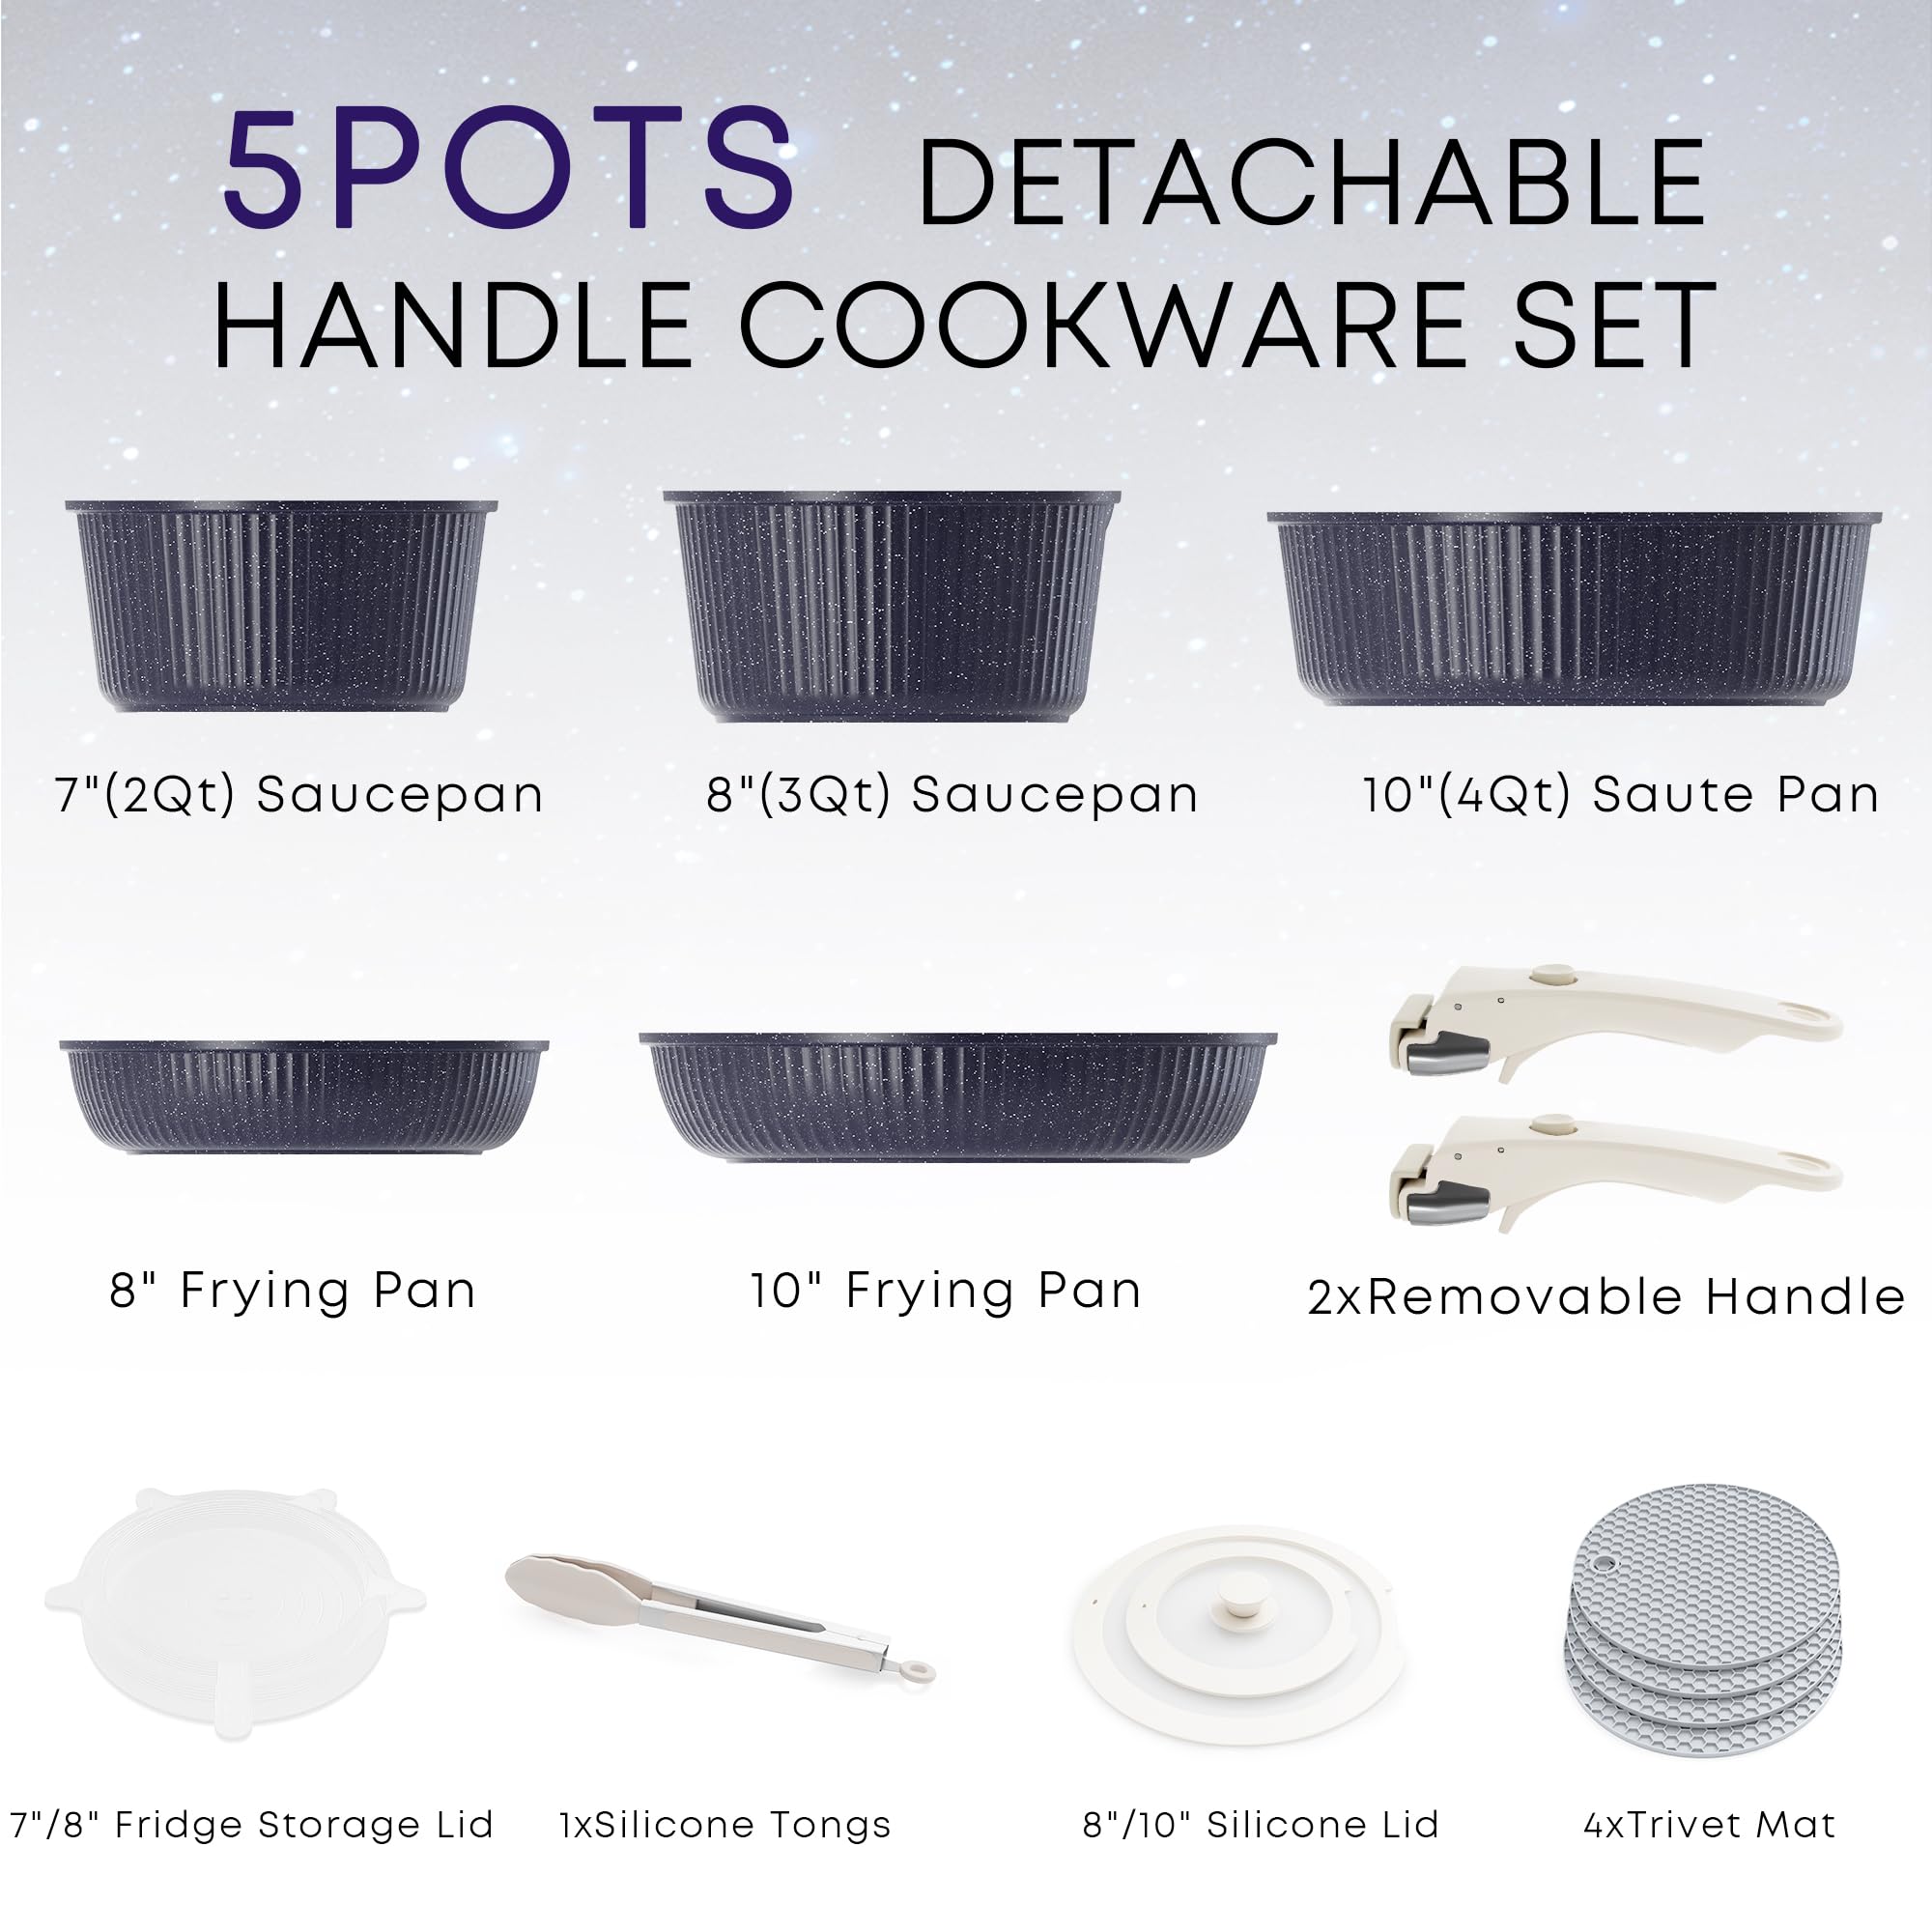 5POTS DETACHABLE
HANDLE COOKWARE SET
7"(2Qt) Saucepan
8"(3Qt) Saucepan
10"(4Qt) Saute Pan
8" Frying Pan
10" Frying Pan
2xRemovable Handle
7"/8" Fridge Storage Lid
1xSilicone Tongs
8"/10" Silicone Lid
4xTrivet Mat